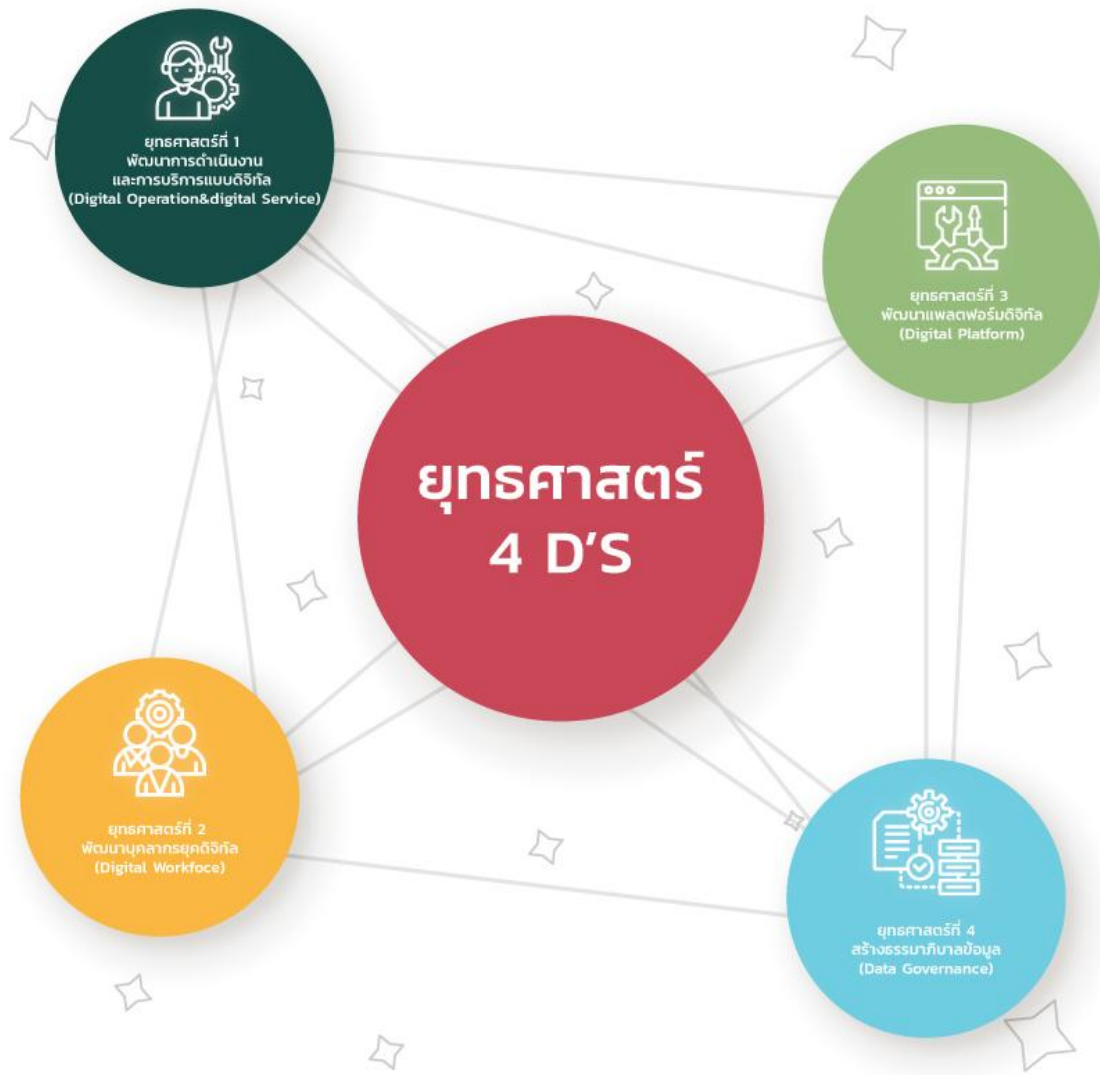 ยุทธศาสตร์ที่ 1
พัฒนาการดำเนินงาน
และการบริการแบบดิจิทัล
(Digital Operation&digital Service)
ยุทธศาสตร์ที่ 3
พัฒนาแพลตฟอร์มดิจิทัล
(Digital Platform)
ยุทธศาสตร์
4 D’S
ยุทธศาสตร์ที่ 2
พัฒนาบุคลากรยุคดิจิทัล
(Digital Workfoce)
ยุทธศาสตร์ที่ 4
สร้างธรรมาภิบาลข้อมูล
(Data Governance)